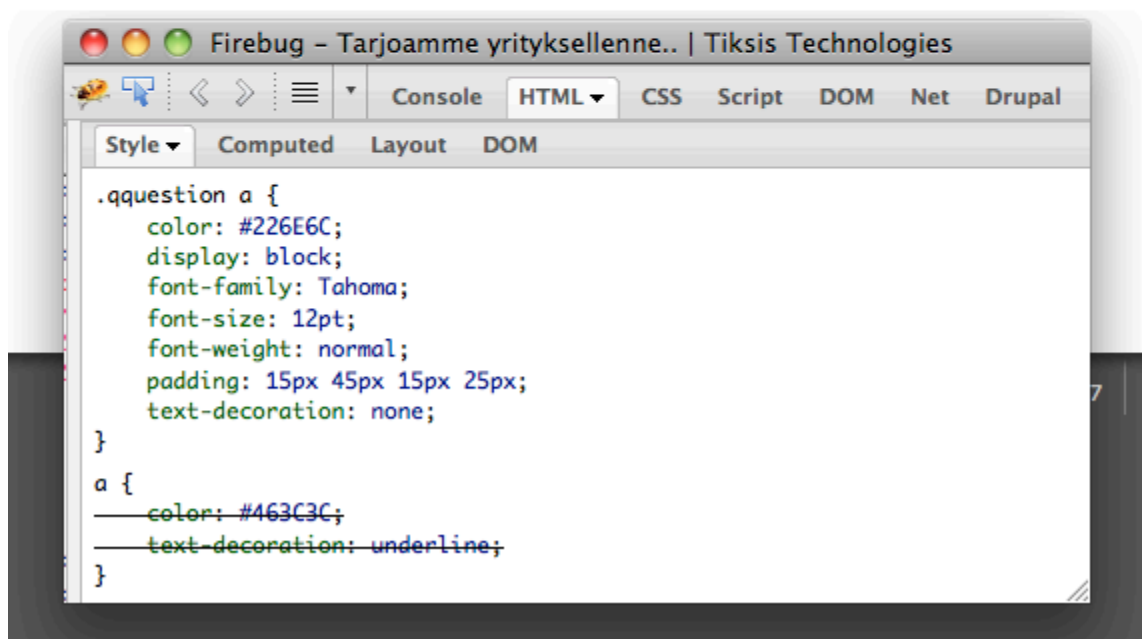 Firebug – Tarjoamme yrityksellenne.. | Tiksis Technologies
Console HTML CSS Script DOM Net Drupal
Style Computed Layout DOM
.qquestion a {
color: #226E6C;
display: block;
font-family: Tahoma;
font-size: 12pt;
font-weight: normal;
padding: 15px 45px 15px 25px;
text-decoration: none;
}
a {
color: #463C3C;
text-decoration: underline;
}
7